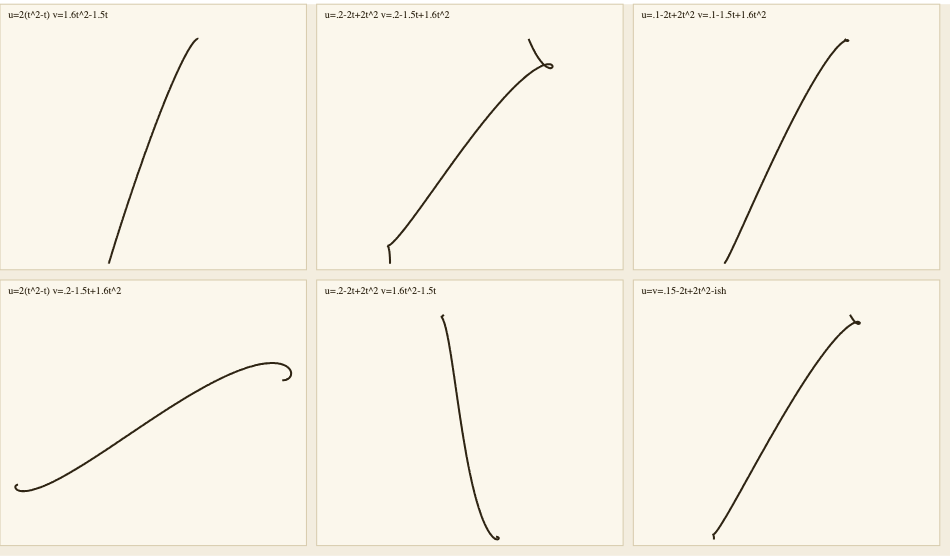 u=2(t^2-t) v=1.6t^2-1.5t
u=.2-2t+2t^2 v=.2-1.5t+1.6t^2
u=.1-2t+2t^2 v=.1-1.5t+1.6t^2
u=2(t^2-t) v=.2-1.5t+1.6t^2
u=.2-2t+2t^2 v=1.6t^2-1.5t
u=v=.15-2t+2t^2-ish